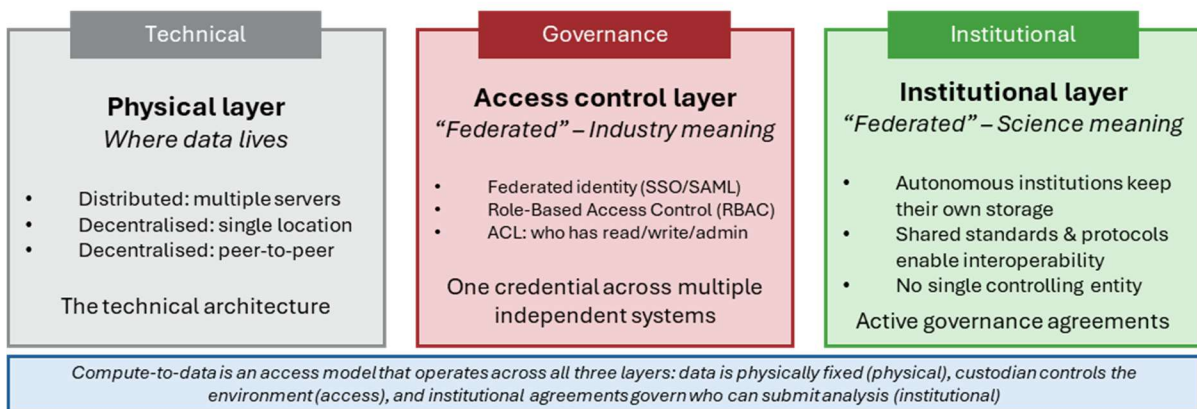 Technical
Physical layer
Where data lives
• Distributed: multiple servers
• Decentralised: single location
• Decentralised: peer-to-peer
The technical architecture
Governance
Access control layer
“Federated” – Industry meaning
• Federated identity (SSO/SAML)
• Role-Based Access Control (RBAC)
• ACL: who has read/write/admin
One credential across multiple
independent systems
Institutional
Institutional layer
“Federated” – Science meaning
• Autonomous institutions keep
their own storage
• Shared standards & protocols
enable interoperability
• No single controlling entity
Active governance agreements
Compute-to-data is an access model that operates across all three layers: data is physically fixed (physical), custodian controls the
environment (access), and institutional agreements govern who can submit analysis (institutional)